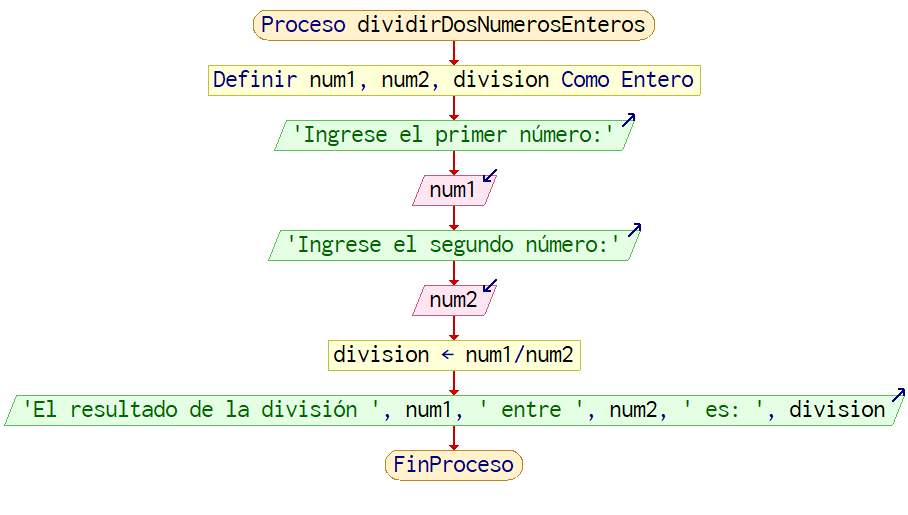 Proceso dividirDosNumerosEnteros
Definir num1, num2, division Como Entero
'Ingrese el primer número:'
num1
'Ingrese el segundo número:'
num2
division ← num1/num2
'El resultado de la división ', num1, ' entre ', num2, ' es: ', division
FinProceso